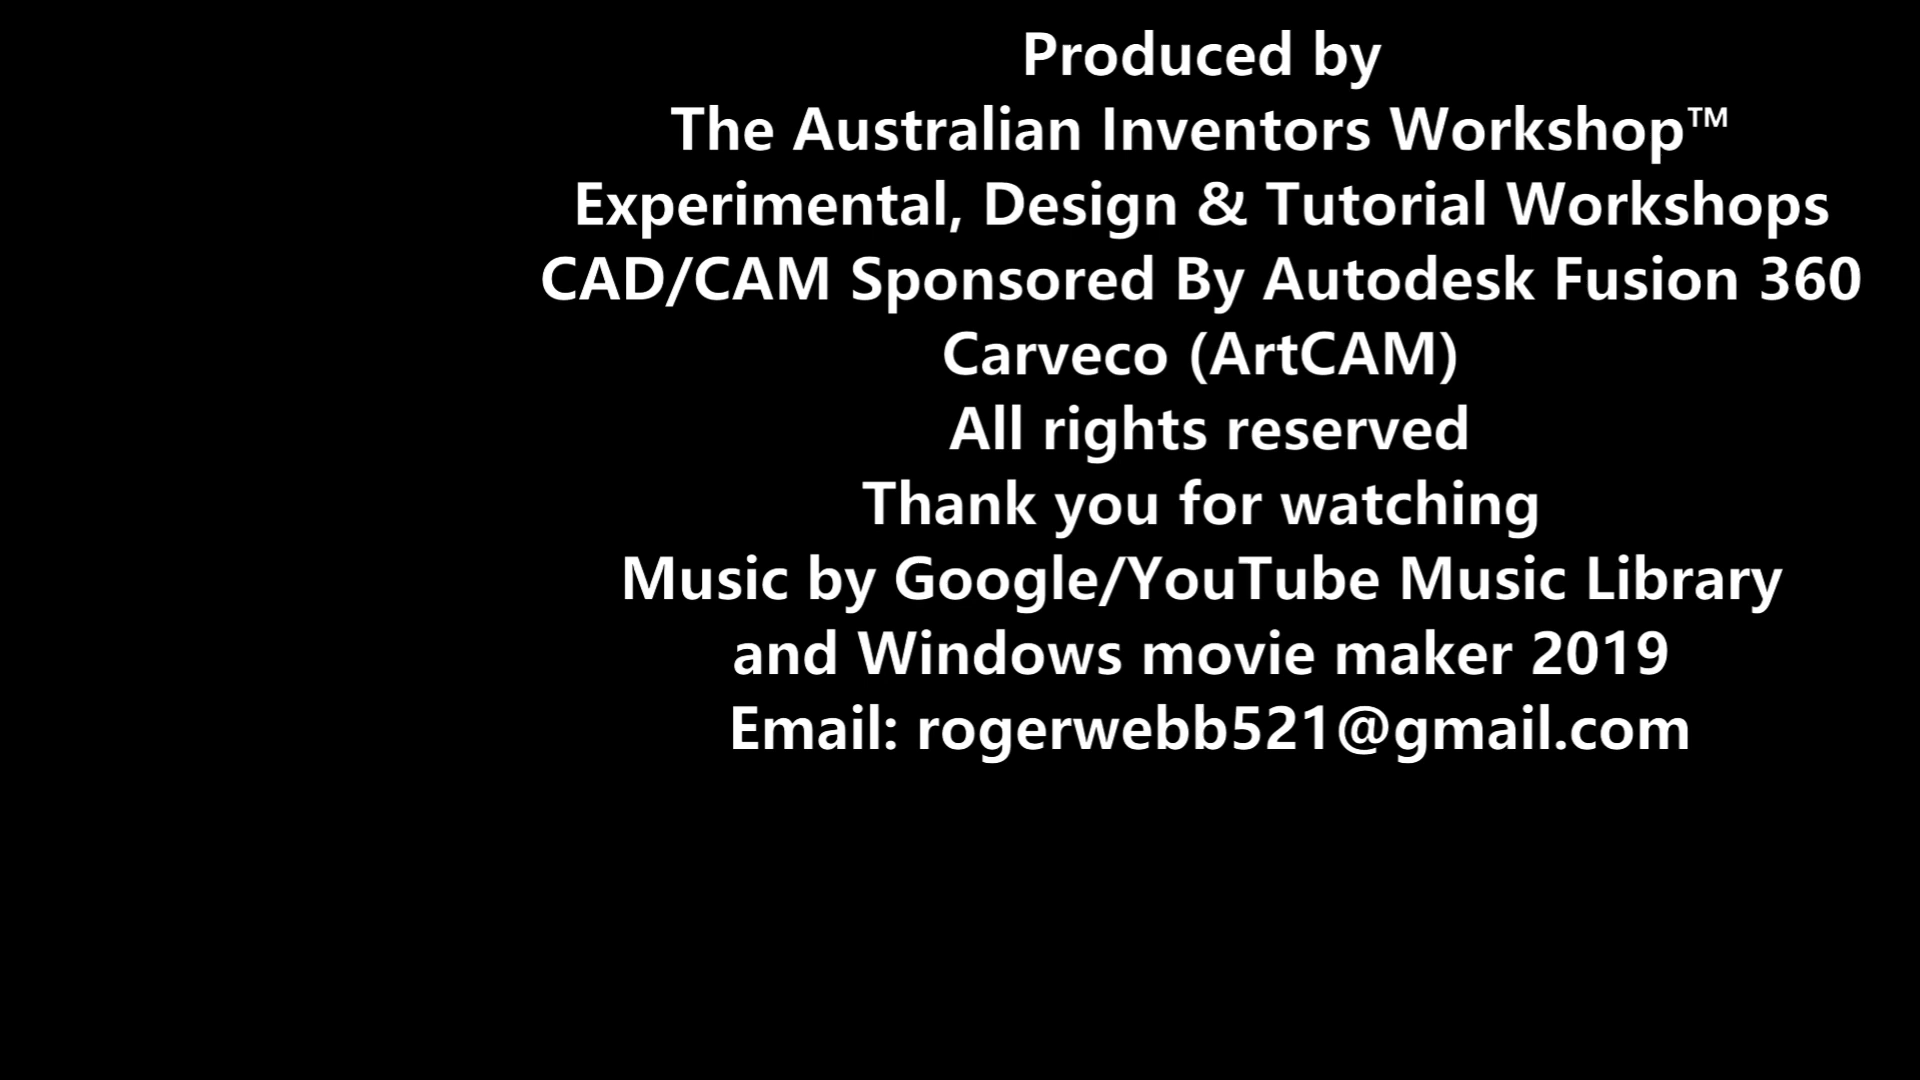 Produced by
The Australian Inventors Workshop™
Experimental, Design & Tutorial Workshops
CAD/CAM Sponsored By Autodesk Fusion 360
Carveco (ArtCAM)
All rights reserved
Thank you for watching
Music by Google/YouTube Music Library
and Windows movie maker 2019
Email: rogerwebb521@gmail.com